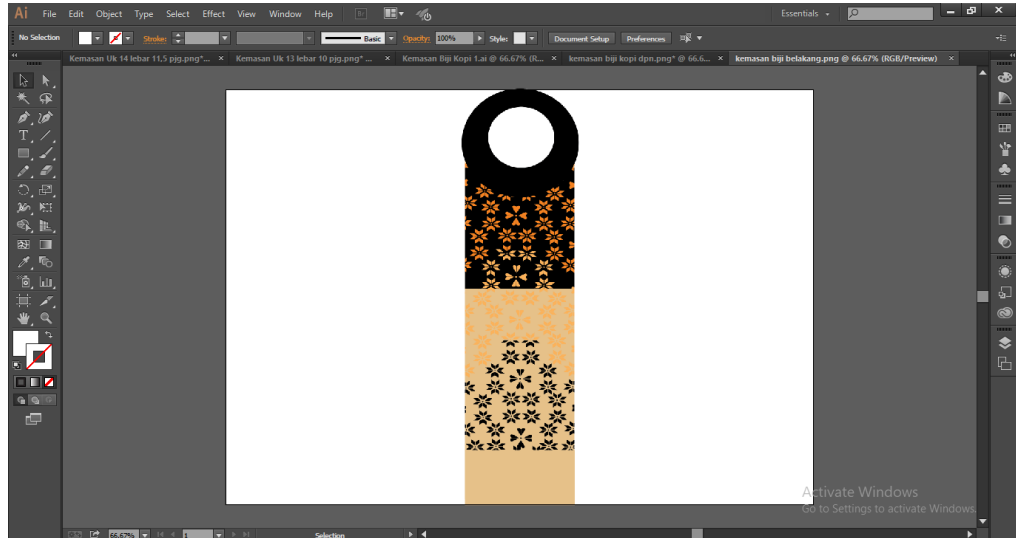 Ai File Edit Object Type Select Effect View Window Help Br Essentials
No Selection Stroke: Basic Opacity: 100% Style: Document Setup Preferences
Kemasan Uk 14 lebar 11,5 pjg.png*... × Kemasan Uk 13 lebar 10 pjg.png* ... × Kemasan Biji Kopi 1.ai @ 66.67% (R... × kemasan biji kopi dpn.png* @ 66.6... × kemasan biji belakang.png @ 66.67% (RGB/Preview) ×
T
Activate Windows
Go to Settings to activate Windows.
66.67% 1 Selection